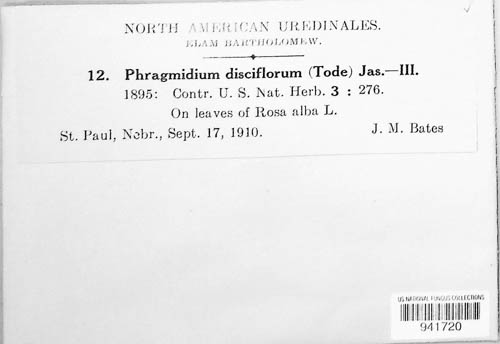 NORTH AMERICAN UREDINALES.
ELAM BARTHOLOMEW.
12. Phragmidium disciflorum (Tode) Jas.—III.
1895: Contr. U. S. Nat. Herb. 3 : 276.
On leaves of Rosa alba L.
St. Paul, Nebr., Sept. 17, 1910. J. M. Bates
US NATIONAL FUNGUS COLLECTIONS
941720